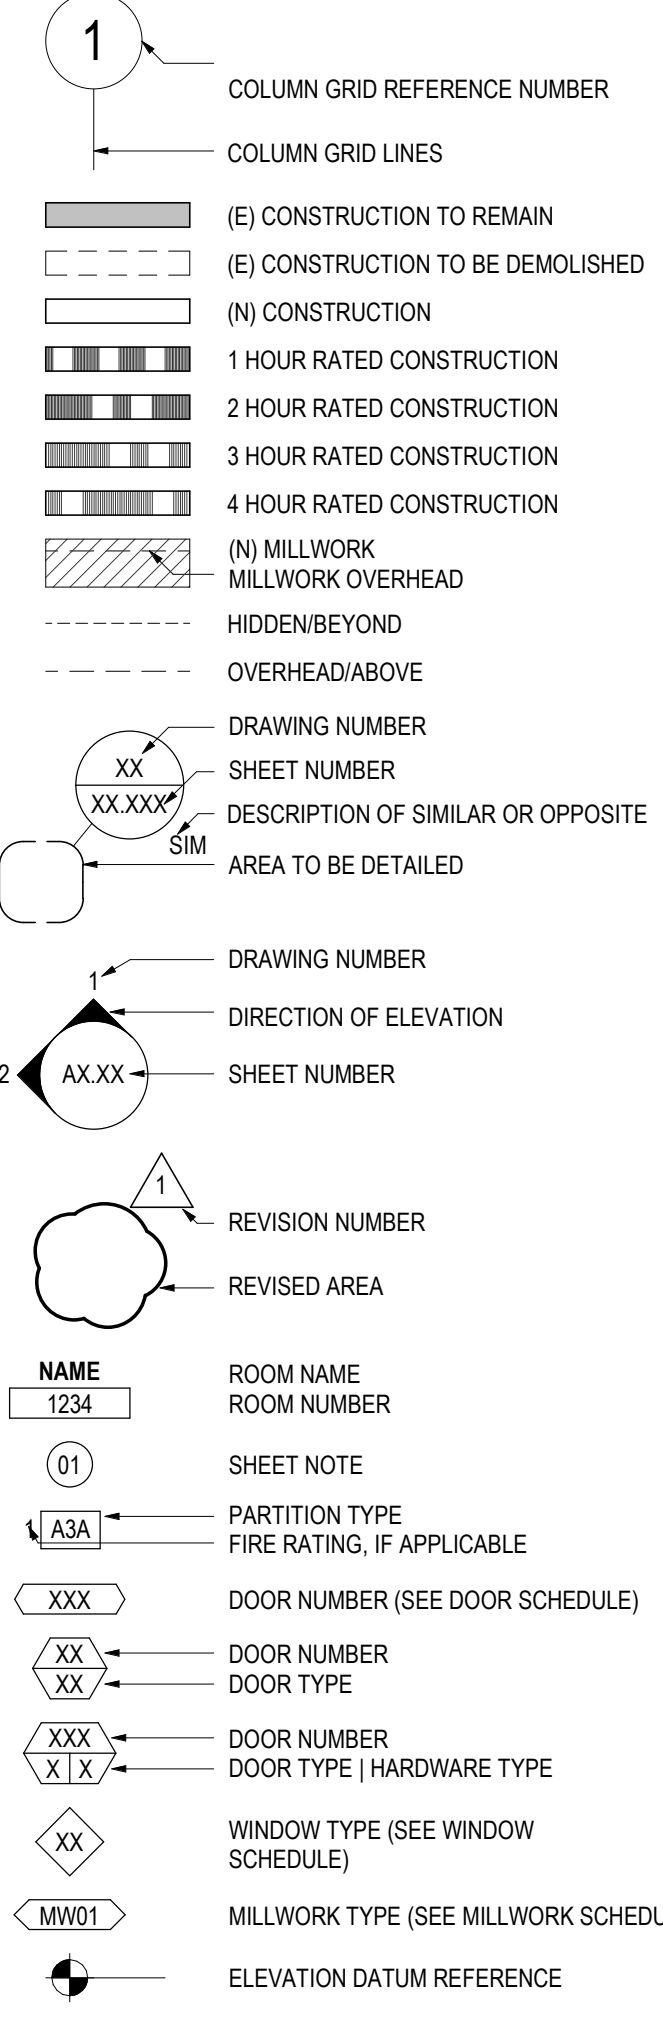 1
COLUMN GRID REFERENCE NUMBER
COLUMN GRID LINES
(E) CONSTRUCTION TO REMAIN
(E) CONSTRUCTION TO BE DEMOLISHED
(N) CONSTRUCTION
1 HOUR RATED CONSTRUCTION
2 HOUR RATED CONSTRUCTION
3 HOUR RATED CONSTRUCTION
4 HOUR RATED CONSTRUCTION
(N) MILLWORK
MILLWORK OVERHEAD
HIDDEN/BEYOND
OVERHEAD/ABOVE
DRAWING NUMBER
XX
SHEET NUMBER
XX.XXX
DESCRIPTION OF SIMILAR OR OPPOSITE
SIM
AREA TO BE DETAILED
DRAWING NUMBER
1
DIRECTION OF ELEVATION
2 AX.XX SHEET NUMBER
1
REVISION NUMBER
REVISED AREA
NAME ROOM NAME
1234 ROOM NUMBER
01 SHEET NOTE
PARTITION TYPE
1 A3A
FIRE RATING, IF APPLICABLE
XXX DOOR NUMBER (SEE DOOR SCHEDULE)
XX DOOR NUMBER
XX DOOR TYPE
XXX DOOR NUMBER
X X DOOR TYPE | HARDWARE TYPE
XX WINDOW TYPE (SEE WINDOW
SCHEDULE)
MW01 MILLWORK TYPE (SEE MILLWORK SCHEDU
ELEVATION DATUM REFERENCE